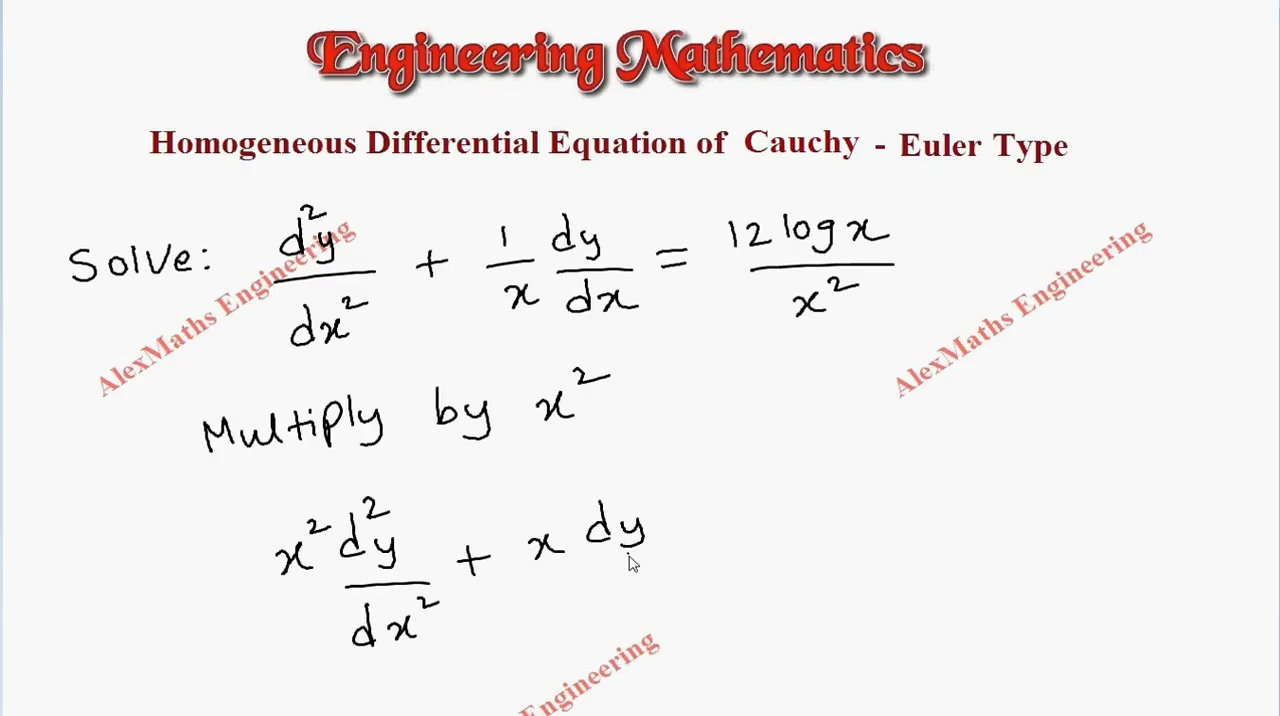 Engineering Mathematics
Homogeneous Differential Equation of Cauchy - Euler Type
Solve: d²y/dx² + 1/x dy/dx = 12 log x/x²
AlexMaths Engineering
AlexMaths Engineering
Multiply by x²
x² d²y/dx² + x dy
Engineering